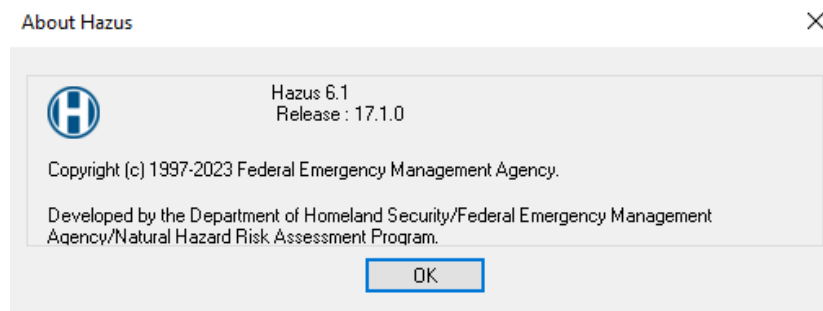 About Hazus
Hazus 6.1
Release : 17.1.0
Copyright (c) 1997-2023 Federal Emergency Management Agency.
Developed by the Department of Homeland Security/Federal Emergency Management
Agency/Natural Hazard Risk Assessment Program.
OK